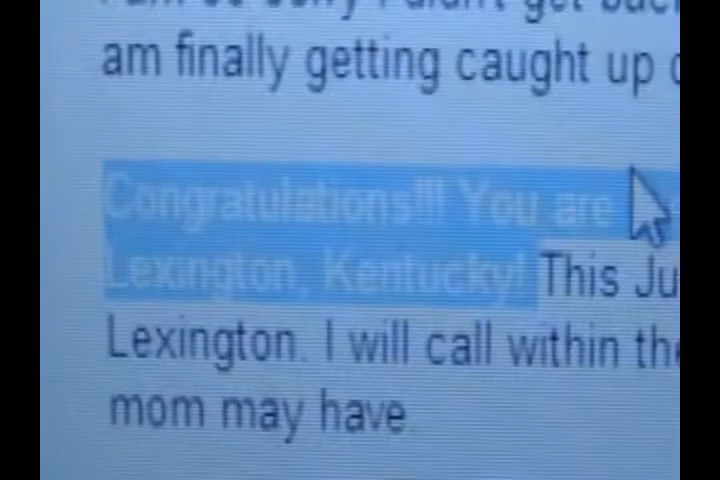 am finally getting caught up
Congratulations!!! You are
Lexington, Kentucky! This Ju
Lexington. I will call within the
mom may have.